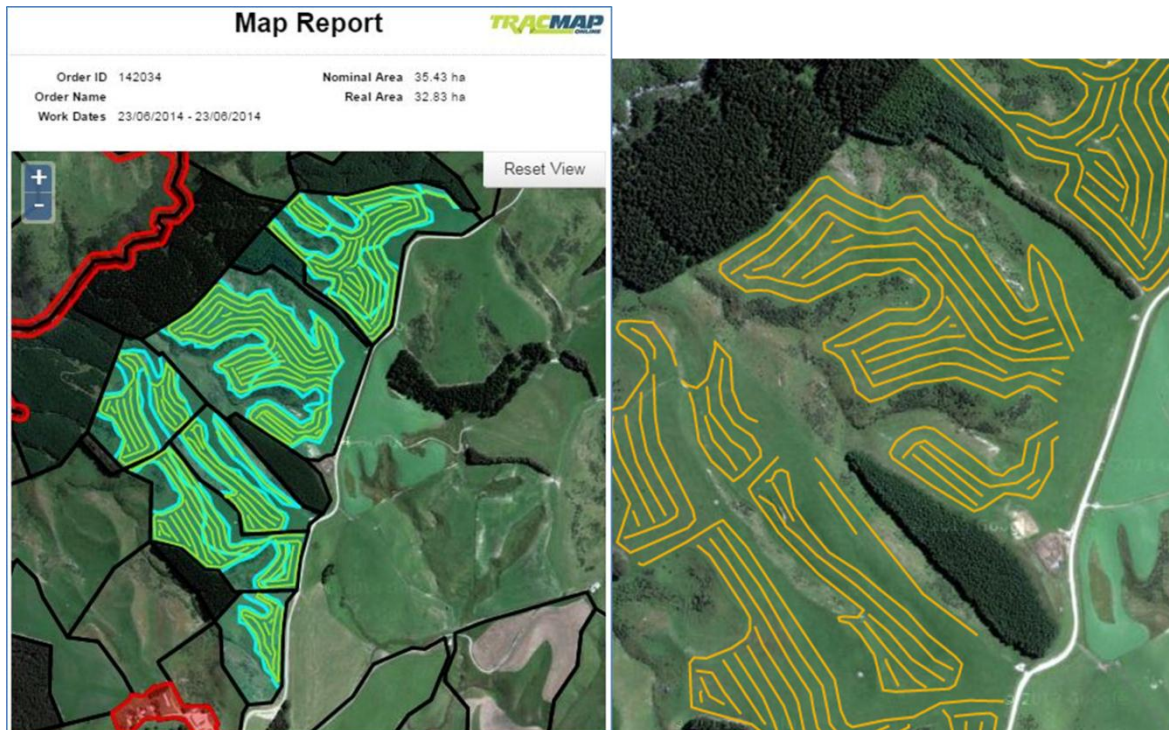 Map Report
TRACMAP
ONLINE
Order ID 142034
Nominal Area 35.43 ha
Order Name
Real Area 32.83 ha
Work Dates 23/06/2014 - 23/06/2014
+
-
Reset View